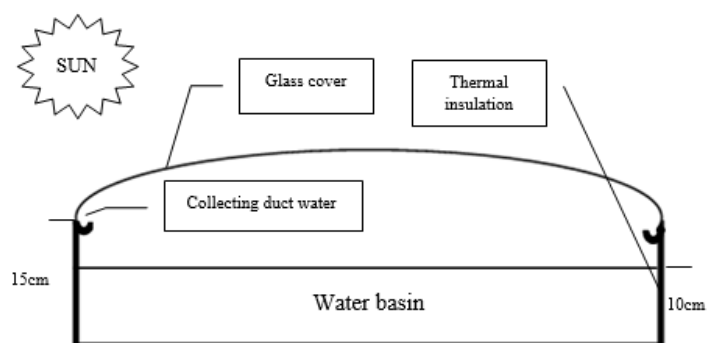 SUN
Glass cover
Thermal
insulation
Collecting duct water
15cm
Water basin
10cm